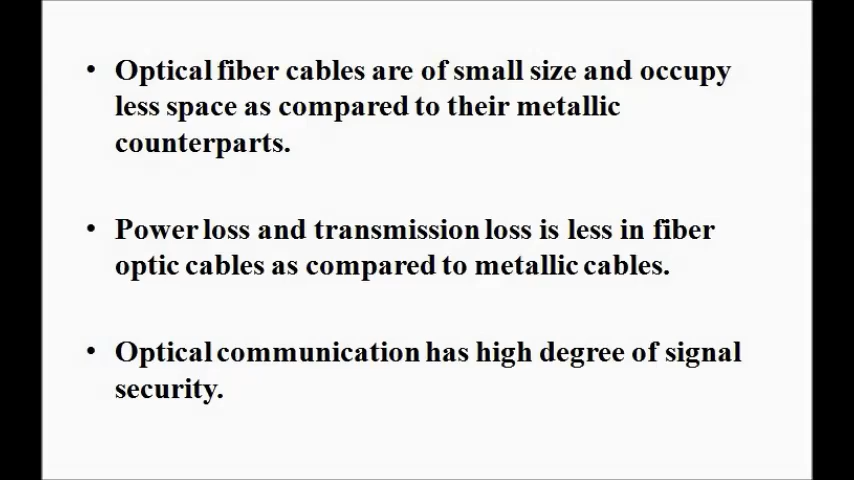 • Optical fiber cables are of small size and occupy
less space as compared to their metallic
counterparts.
• Power loss and transmission loss is less in fiber
optic cables as compared to metallic cables.
• Optical communication has high degree of signal
security.